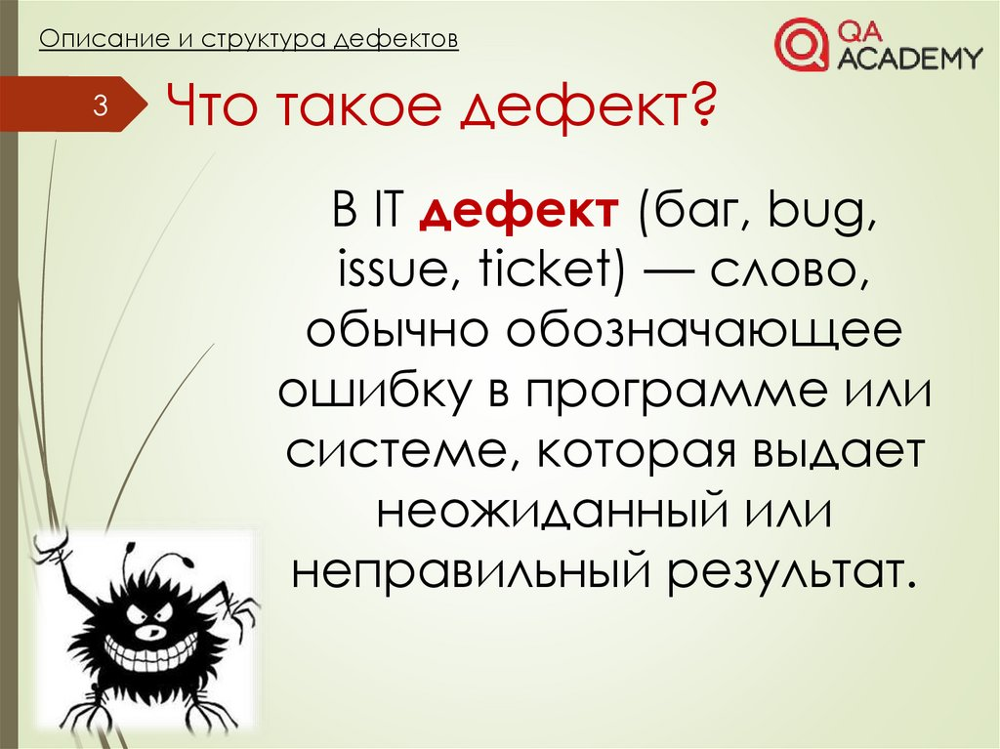 Описание и структура дефектов
QA
ACADEMY
3
Что такое дефект?
В IT дефект (баг, bug,
issue, ticket) — слово,
обычно обозначающее
ошибку в программе или
системе, которая выдает
неожиданный или
неправильный результат.